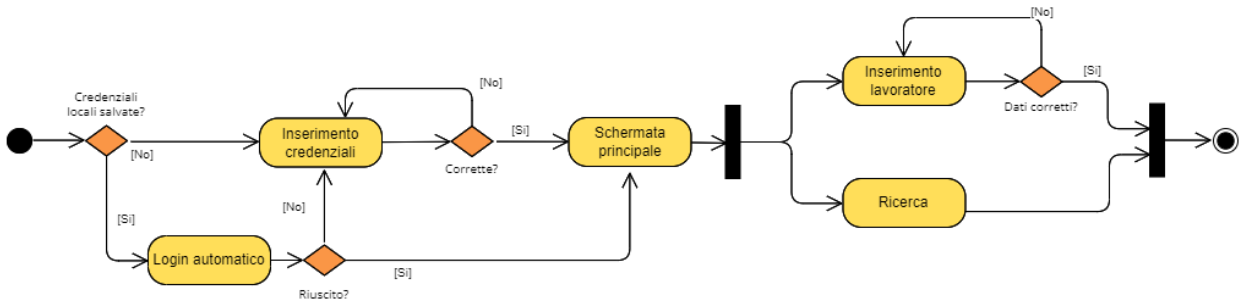 Credenziali
locali salvate?
[No]
[Si]
Login automatico
Riuscito?
[No]
[Si]
Inserimento
credenziali
[No]
Corrette?
[Si]
Schermata
principale
Inserimento
lavoratore
[No]
Dati corretti?
[Si]
Ricerca